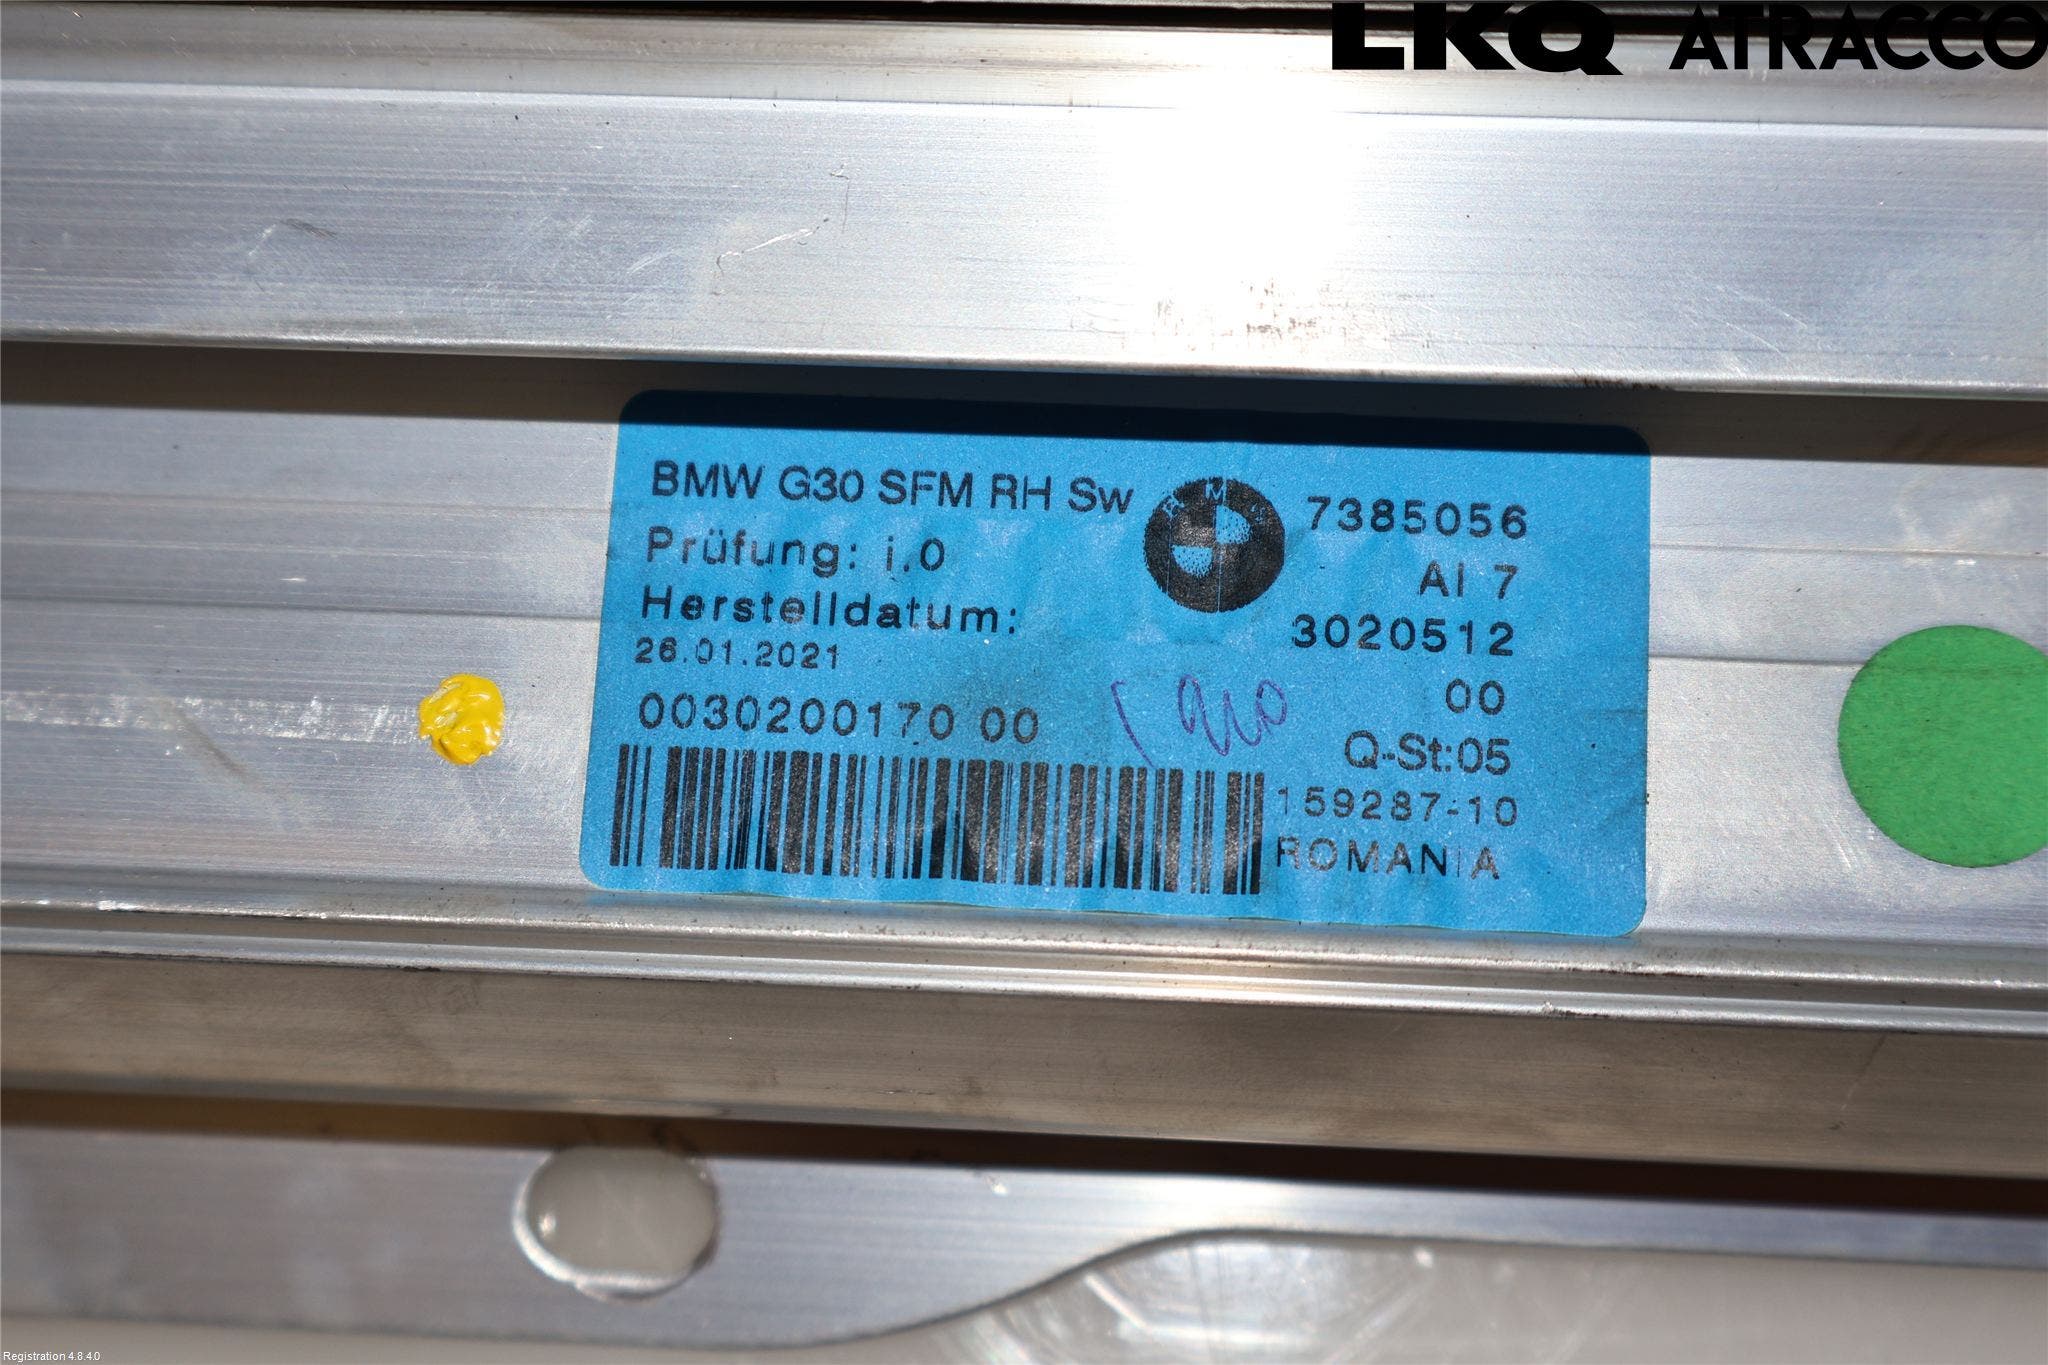 LKQ ATRACCO
BMW G30 SFM RH Sw
Prüfung: i.O
Herstelldatum:
26.01.2021
0030200170 00
BMW
7385056
AI 7
3020512
00
Q-St:05
159287-10
ROMANIA
Registration 4.8.4.0